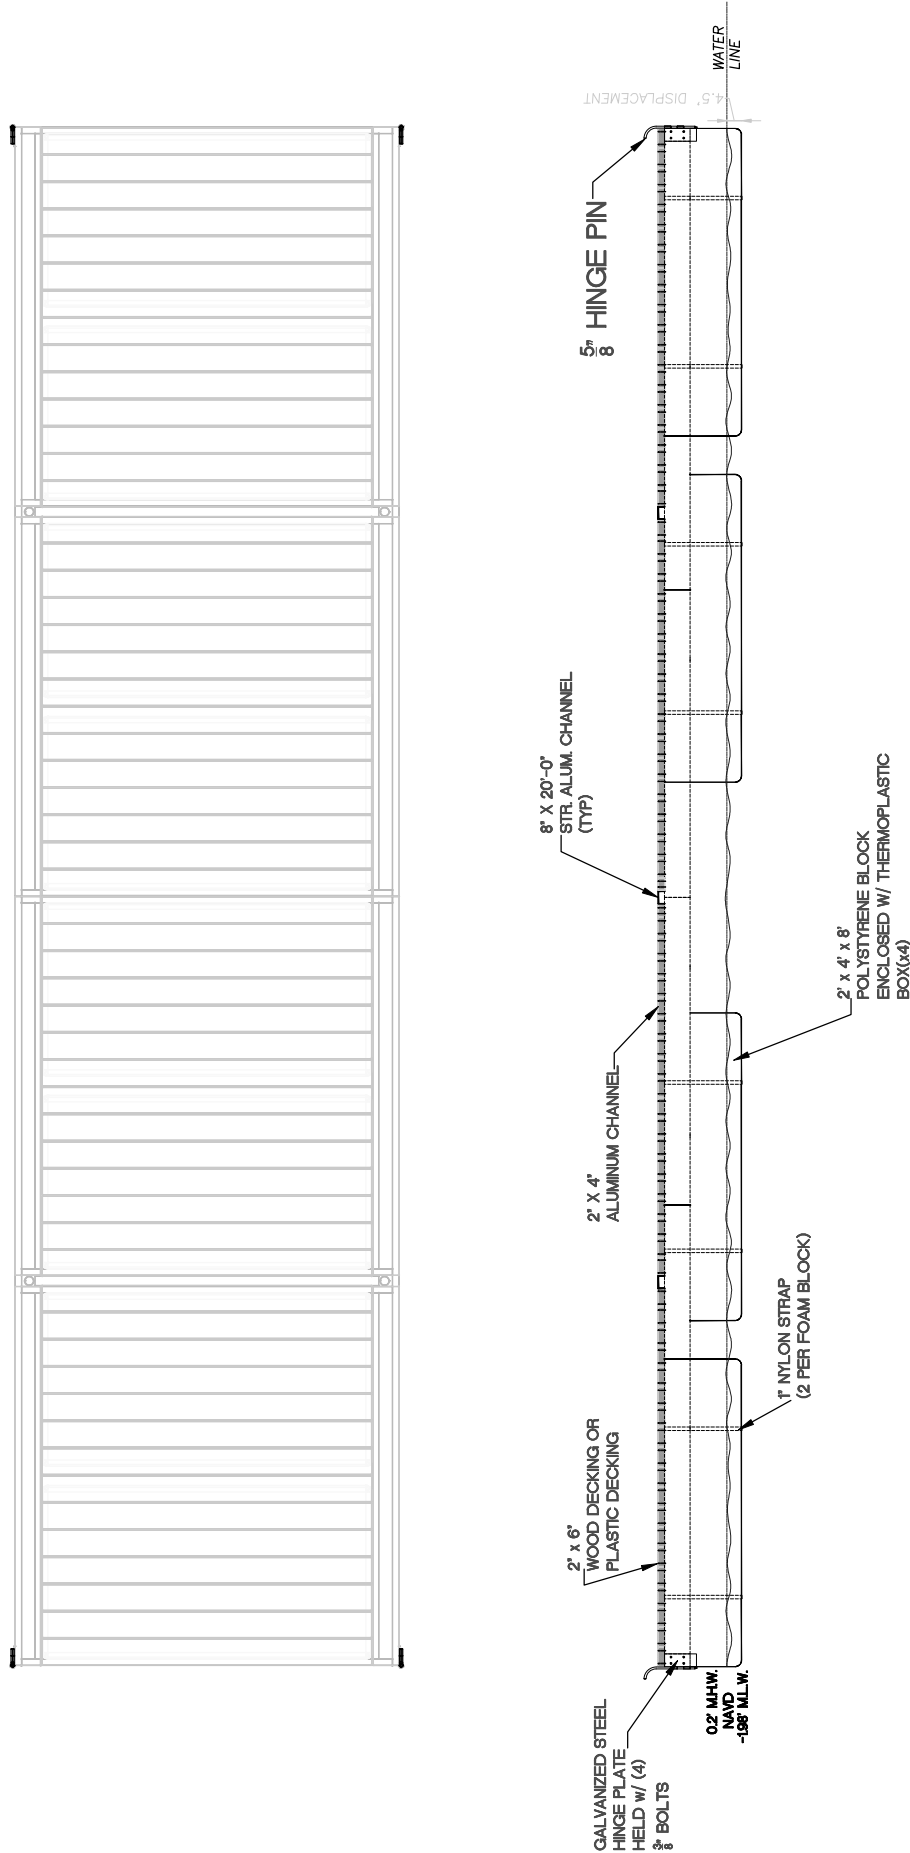 WATER
LINE
4.5" DISPLACEMENT
5" HINGE PIN
8
8" X 20'-0"
STR. ALUM. CHANNEL
(TYP)
2" X 4"
ALUMINUM CHANNEL
2' x 4' x 8'
POLYSTYRENE BLOCK
ENCLOSED W/ THERMOPLASTIC
BOX(x4)
1" NYLON STRAP
(2 PER FOAM BLOCK)
2" x 6"
WOOD DECKING OR
PLASTIC DECKING
GALVANIZED STEEL
HINGE PLATE
HELD w/ (4)
3/8" BOLTS
0.2' M.H.W.
NAVD
-1.98' M.L.W.